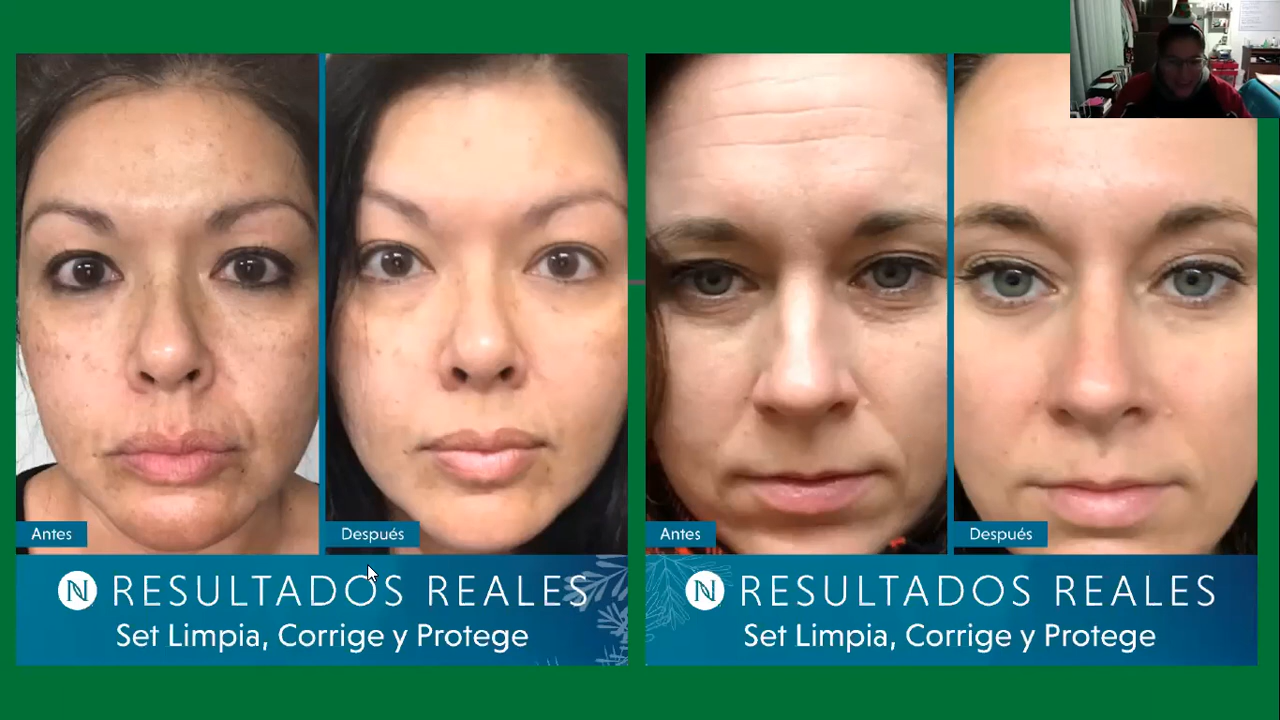 Antes
Después
N RESULTADOS REALES
Set Limpia, Corrige y Protege
Antes
Después
N RESULTADOS REALES
Set Limpia, Corrige y Protege